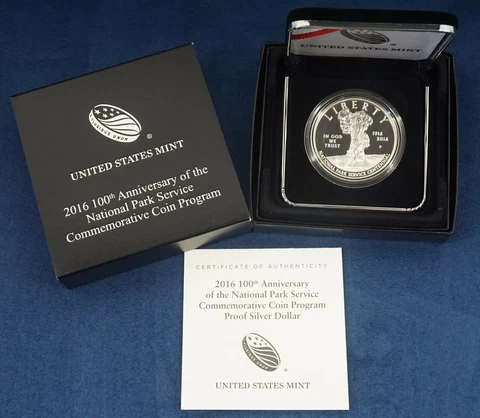 UNITED STATES MINT
LIBERTY
IN GOD
WE
TRUST
1916
2016
P
NATIONAL PARK SERVICE CENTENNIAL
E PLURIBUS UNUM
UNITED STATES MINT
2016 100th Anniversary of the
National Park Service
Commemorative Coin Program
CERTIFICATE OF AUTHENTICITY
2016 100th Anniversary
of the National Park Service
Commemorative Coin Program
Proof Silver Dollar
UNITED STATES MINT